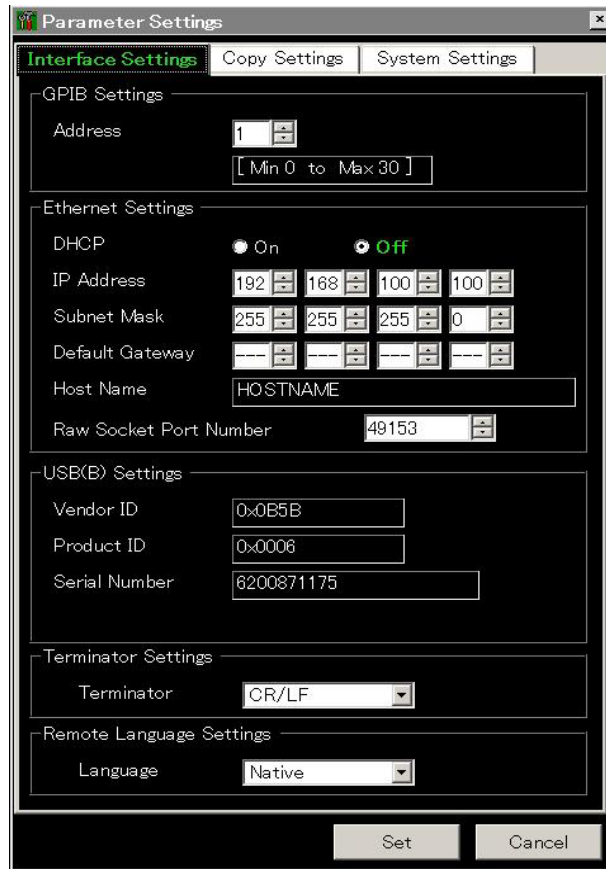 Parameter Settings
Interface Settings Copy Settings System Settings
GPIB Settings
Address 1
[ Min 0 to Max 30 ]
Ethernet Settings
DHCP On Off
IP Address 192 168 100 100
Subnet Mask 255 255 255 0
Default Gateway --- --- --- ---
Host Name HOSTNAME
Raw Socket Port Number 49153
USB(B) Settings
Vendor ID 0x0B5B
Product ID 0x0006
Serial Number 6200871175
Terminator Settings
Terminator CR/LF
Remote Language Settings
Language Native
Set Cancel